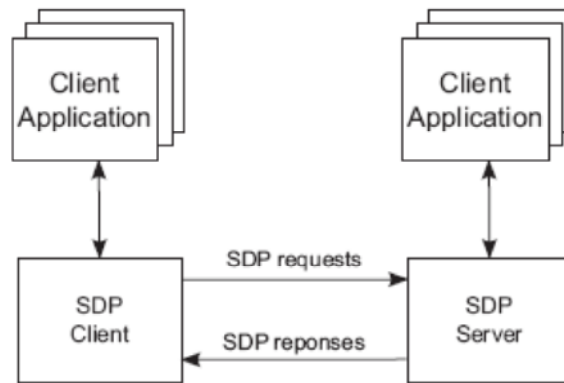 Client
Application
Client
Application
SDP requests
SDP
Client
SDP
Server
SDP reponses